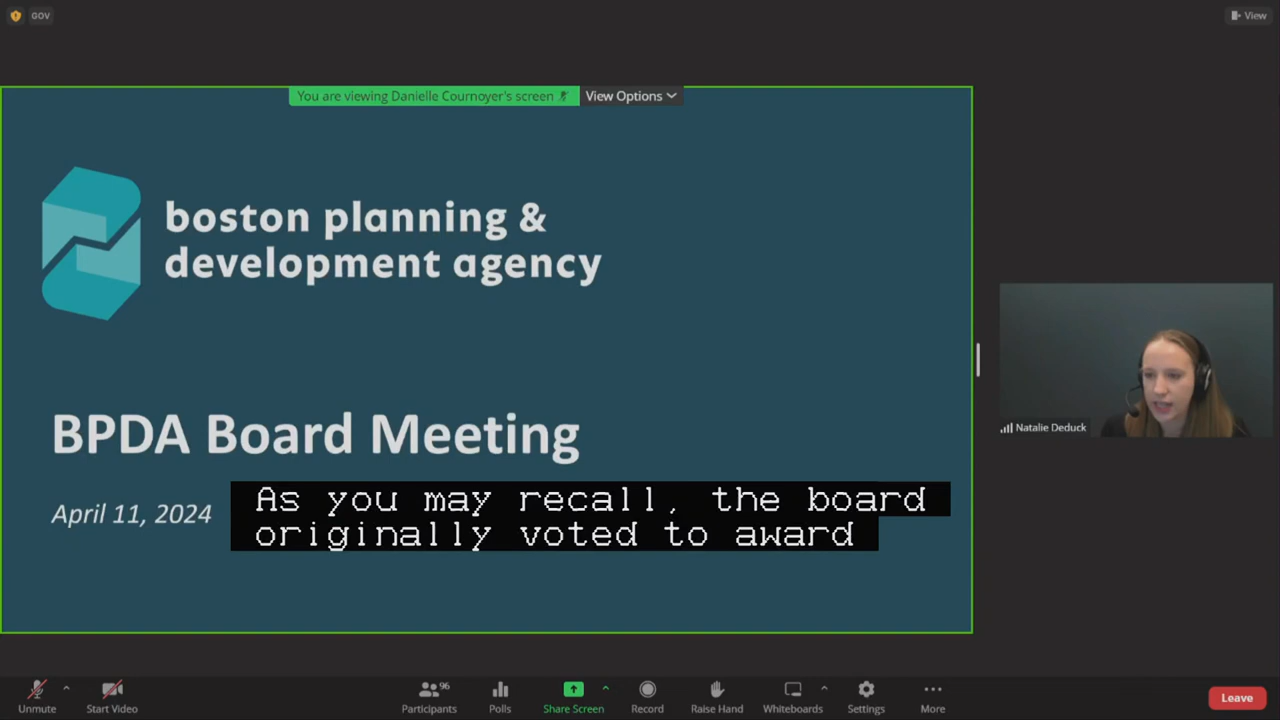 GOV
View
You are viewing Danielle Cournoyer's screen
View Options
boston planning &
development agency
BPDA Board Meeting
April 11, 2024
As you may recall, the board
originally voted to award
Natalie Deduck
Unmute
Start Video
Participants
96
Polls
Share Screen
Record
Raise Hand
Whiteboards
Settings
More
Leave